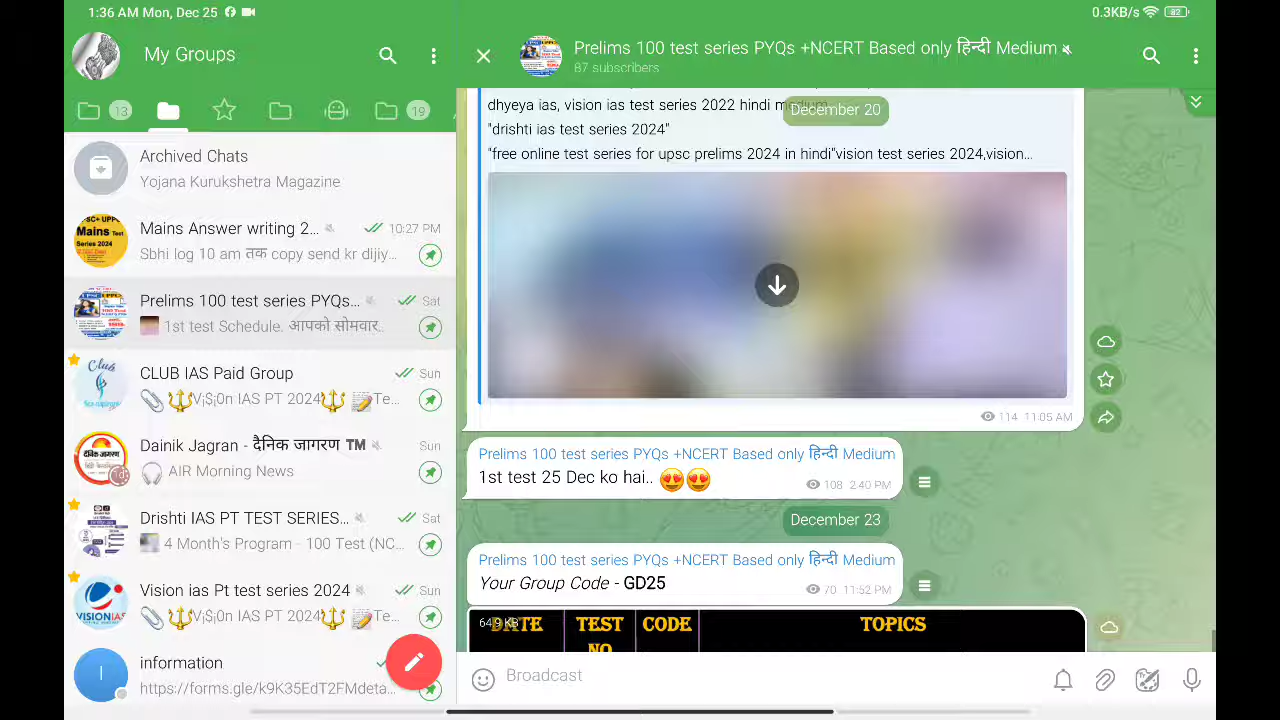 1:36 AM Mon, Dec 25
0.3KB/s
82
My Groups
13
19
Archived Chats
Yojana Kurukshetra Magazine
Mains Answer writing 2...
10:27 PM
Sbhi log 10 am तक copy send krdijiy...
Prelims 100 test series PYQs...
Sat
Test Sch
आपको सोमवार...
CLUB IAS Paid Group
Sun
V¡$¡0n IAS PT 2024
Te...
Dainik Jagran - दैनिक जागरण TM
Sun
AIR Morning News
Drishti IAS PT TEST SERIES...
Sat
4 Month's Program - 100 Test (NC...
Vision ias Pt test series 2024
Sun
V¡$¡0n IAS PT 2024
Te...
information
https://forms.gle/k9K35EdT2FM
Prelims 100 test series PYQs +NCERT Based only हिन्दी Medium
87 subscribers
dhyeya ias, vision ias test series 2022 hindi medium
December 20
"drishti ias test series 2024"
"free online test series for upsc prelims 2024 in hindi"vision test series 2024,vision...
114 11:05 AM
Prelims 100 test series PYQs +NCERT Based only हिन्दी Medium
1st test 25 Dec ko hai.. 😍😍
108 2:40 PM
December 23
Prelims 100 test series PYQs +NCERT Based only हिन्दी Medium
Your Group Code - GD25
70 11:52 PM
64.9 KB
DATE TEST NO CODE TOPICS
Broadcast